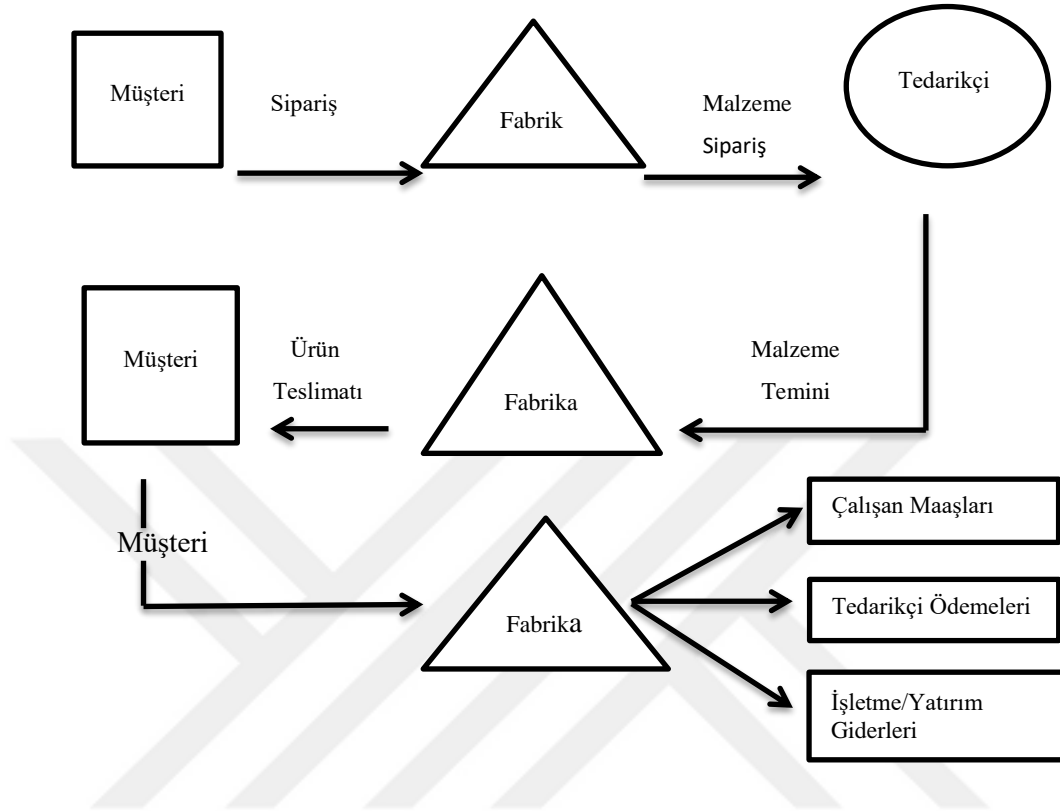 Müşteri
Sipariş
Fabrik
Malzeme
Sipariş
Tedarikçi
Müşteri
Ürün
Teslimatı
Fabrika
Malzeme
Temini
Müşteri
Fabrika
Çalışan Maaşları
Tedarikçi Ödemeleri
İşletme/Yatırım
Giderleri